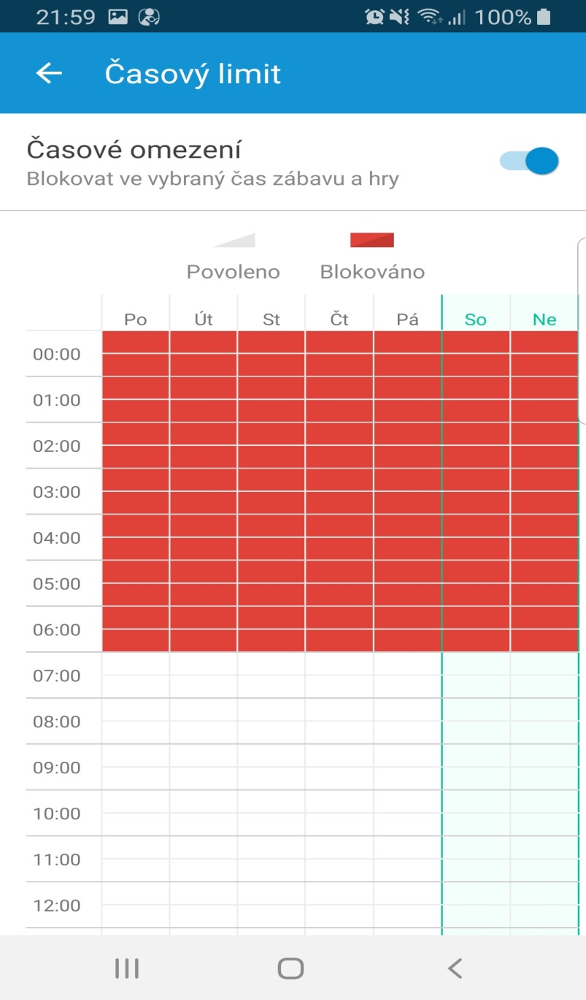 21:59 100%
Časový limit
Časové omezení
Blokovat ve vybraný čas zábavu a hry
Povoleno Blokováno
Po Út St Čt Pá So Ne
00:00
01:00
02:00
03:00
04:00
05:00
06:00
07:00
08:00
09:00
10:00
11:00
12:00